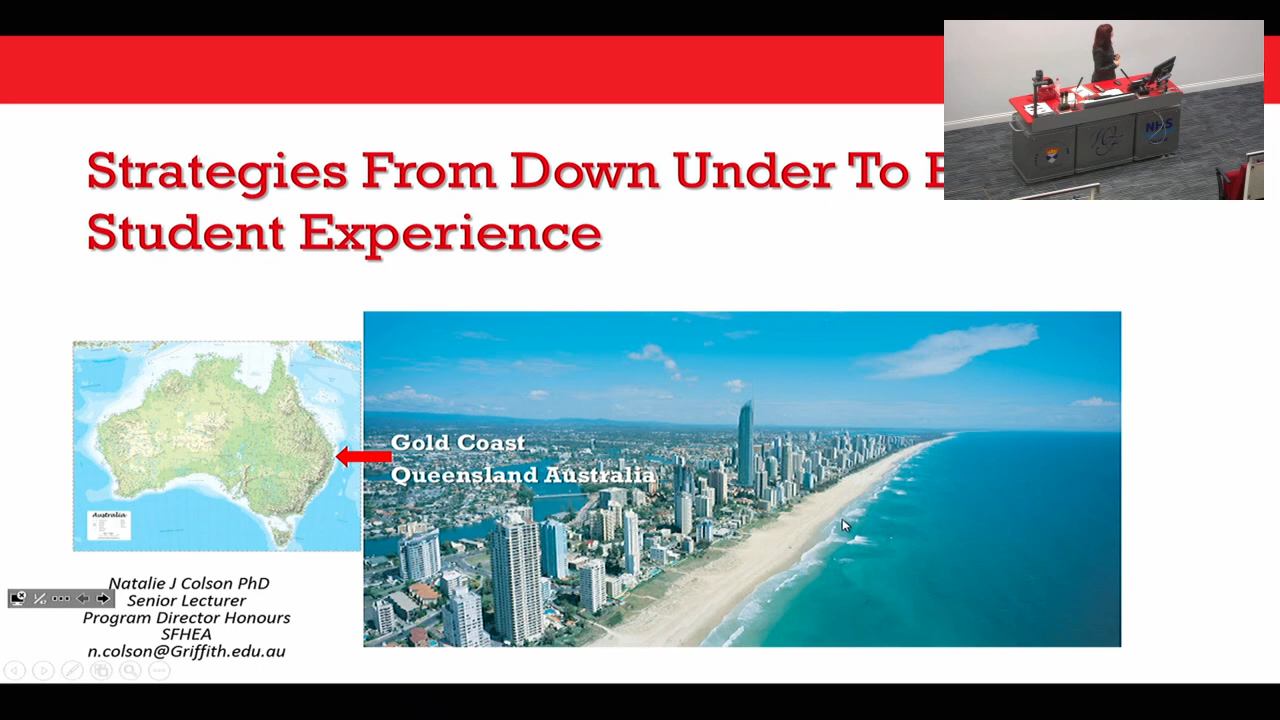 Strategies From Down Under To
Student Experience
NHS
Gold Coast
Queensland Australia
Australia
Natalie J Colson PhD
Senior Lecturer
Program Director Honours
SFHEA
n.colson@Griffith.edu.au